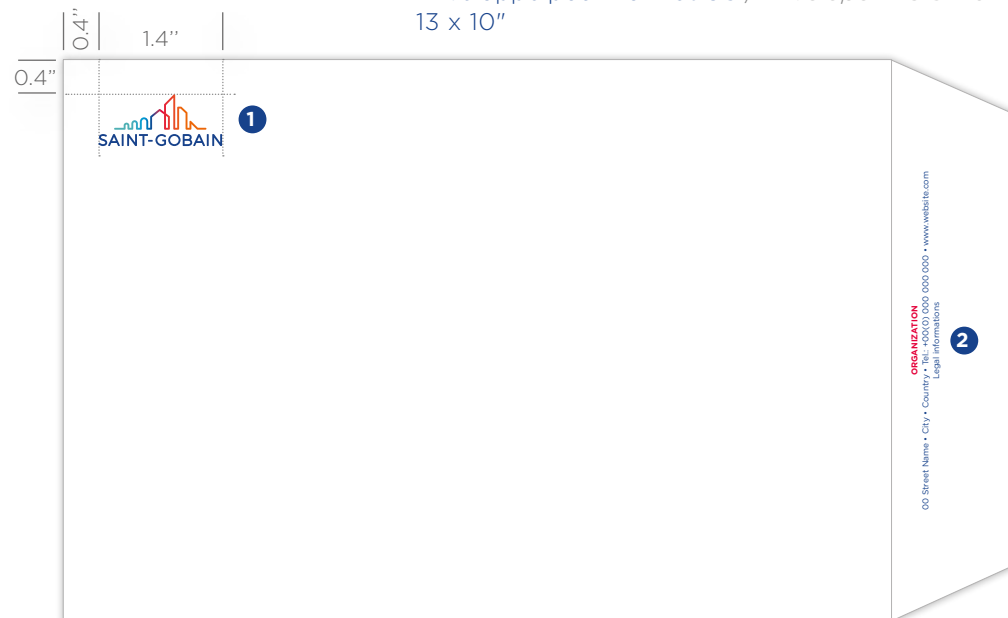 13 x 10"
0.4’’
1.4’’
0.4’’
SAINT-GOBAIN
1
ORGANIZATION
00 Street Name • City • Country • Tel.: +00(0) 000 000 000 • www.website.com
Legal informations
2